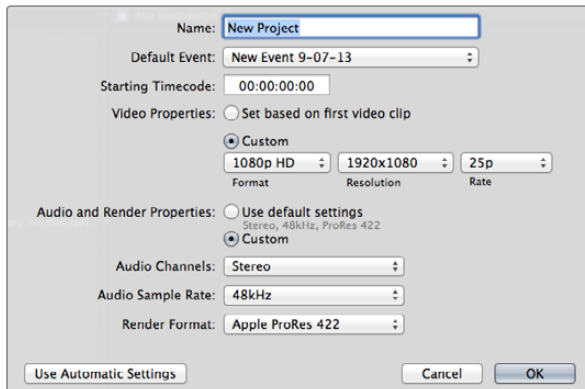 Name: New Project
Default Event: New Event 9-07-13
Starting Timecode: 00:00:00:00
Video Properties: Set based on first video clip
Custom
1080p HD 1920x1080 25p
Format Resolution Rate
Audio and Render Properties: Use default settings
Stereo, 48kHz, ProRes 422
Custom
Audio Channels: Stereo
Audio Sample Rate: 48kHz
Render Format: Apple ProRes 422
Use Automatic Settings Cancel OK